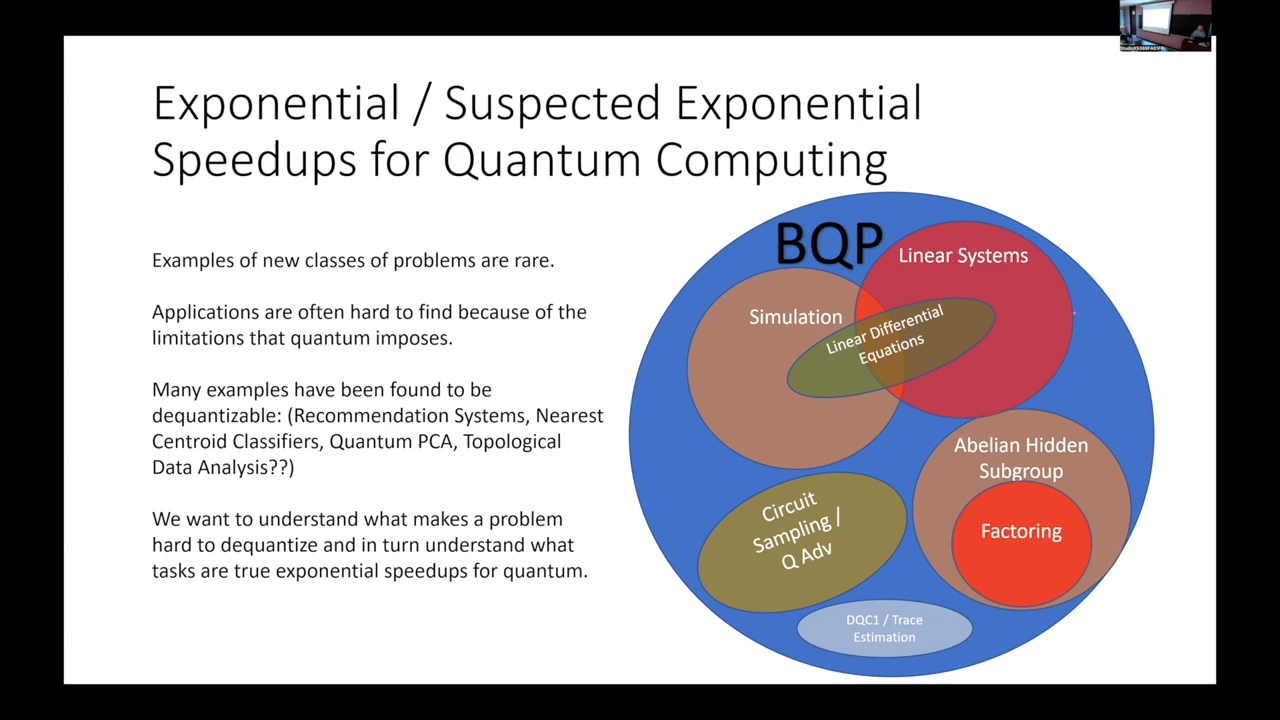 Exponential / Suspected Exponential
Speedups for Quantum Computing
Examples of new classes of problems are rare.
Applications are often hard to find because of the
limitations that quantum imposes.
Many examples have been found to be
dequantizable: (Recommendation Systems, Nearest
Centroid Classifiers, Quantum PCA, Topological
Data Analysis??)
We want to understand what makes a problem
hard to dequantize and in turn understand what
tasks are true exponential speedups for quantum.
BQP
Linear Systems
Simulation
Linear Differential
Equations
Abelian Hidden
Subgroup
Factoring
Circuit
Sampling /
Q Adv
DQC1 / Trace
Estimation